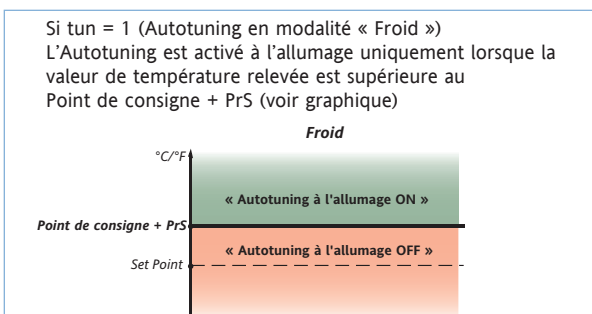 Si tun = 1 (Autotuning en modalité « Froid »)
L’Autotuning est activé à l’allumage uniquement lorsque la
valeur de température relevée est supérieure au
Point de consigne + PrS (voir graphique)
Froid
°C/°F
« Autotuning à l'allumage ON »
Point de consigne + PrS
« Autotuning à l'allumage OFF »
Set Point